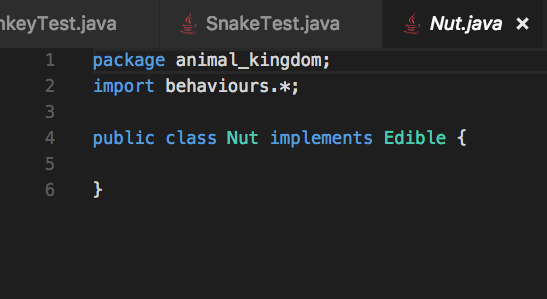 nkeyTest.java SnakeTest.java Nut.java ×
1 package animal_kingdom;
2 import behaviours.*;
3
4 public class Nut implements Edible {
5
6 }